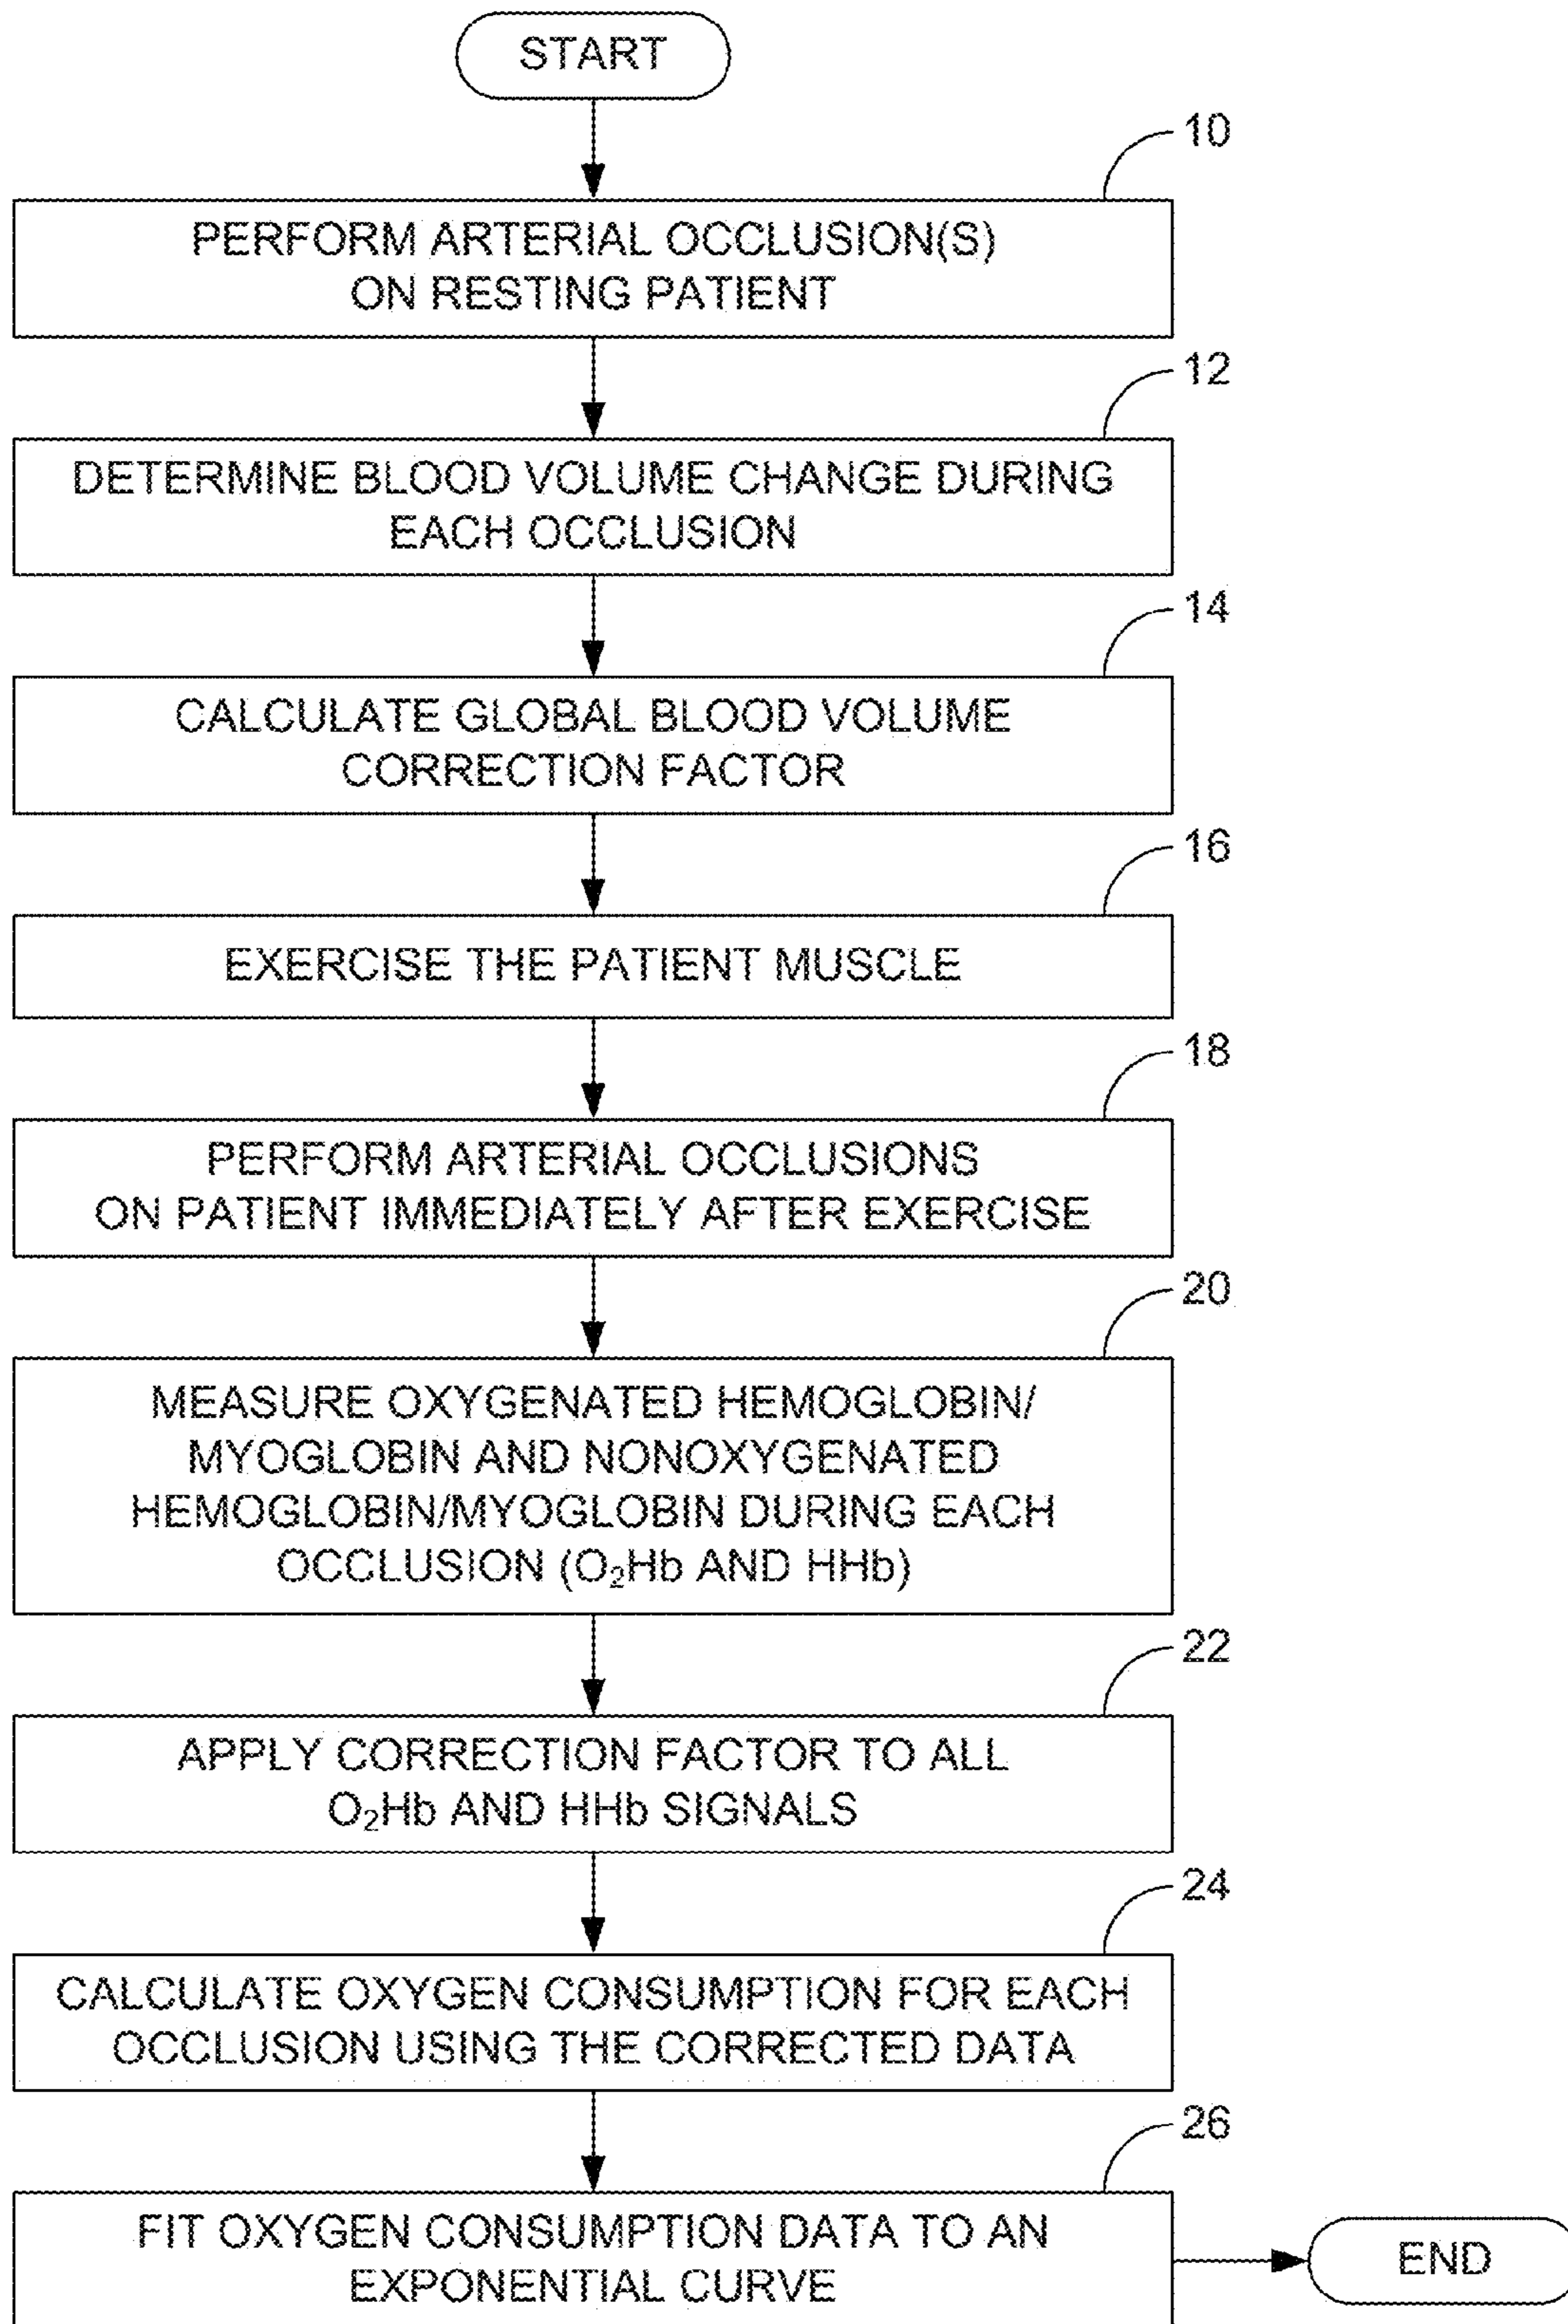 START
10
PERFORM ARTERIAL OCCLUSION(S)
ON RESTING PATIENT
12
DETERMINE BLOOD VOLUME CHANGE DURING
EACH OCCLUSION
14
CALCULATE GLOBAL BLOOD VOLUME
CORRECTION FACTOR
16
EXERCISE THE PATIENT MUSCLE
18
PERFORM ARTERIAL OCCLUSIONS
ON PATIENT IMMEDIATELY AFTER EXERCISE
20
MEASURE OXYGENATED HEMOGLOBIN/
MYOGLOBIN AND NONOXYGENATED
HEMOGLOBIN/MYOGLOBIN DURING EACH
OCCLUSION (O₂Hb AND HHb)
22
APPLY CORRECTION FACTOR TO ALL
O₂Hb AND HHb SIGNALS
24
CALCULATE OXYGEN CONSUMPTION FOR EACH
OCCLUSION USING THE CORRECTED DATA
26
FIT OXYGEN CONSUMPTION DATA TO AN
EXPONENTIAL CURVE
END